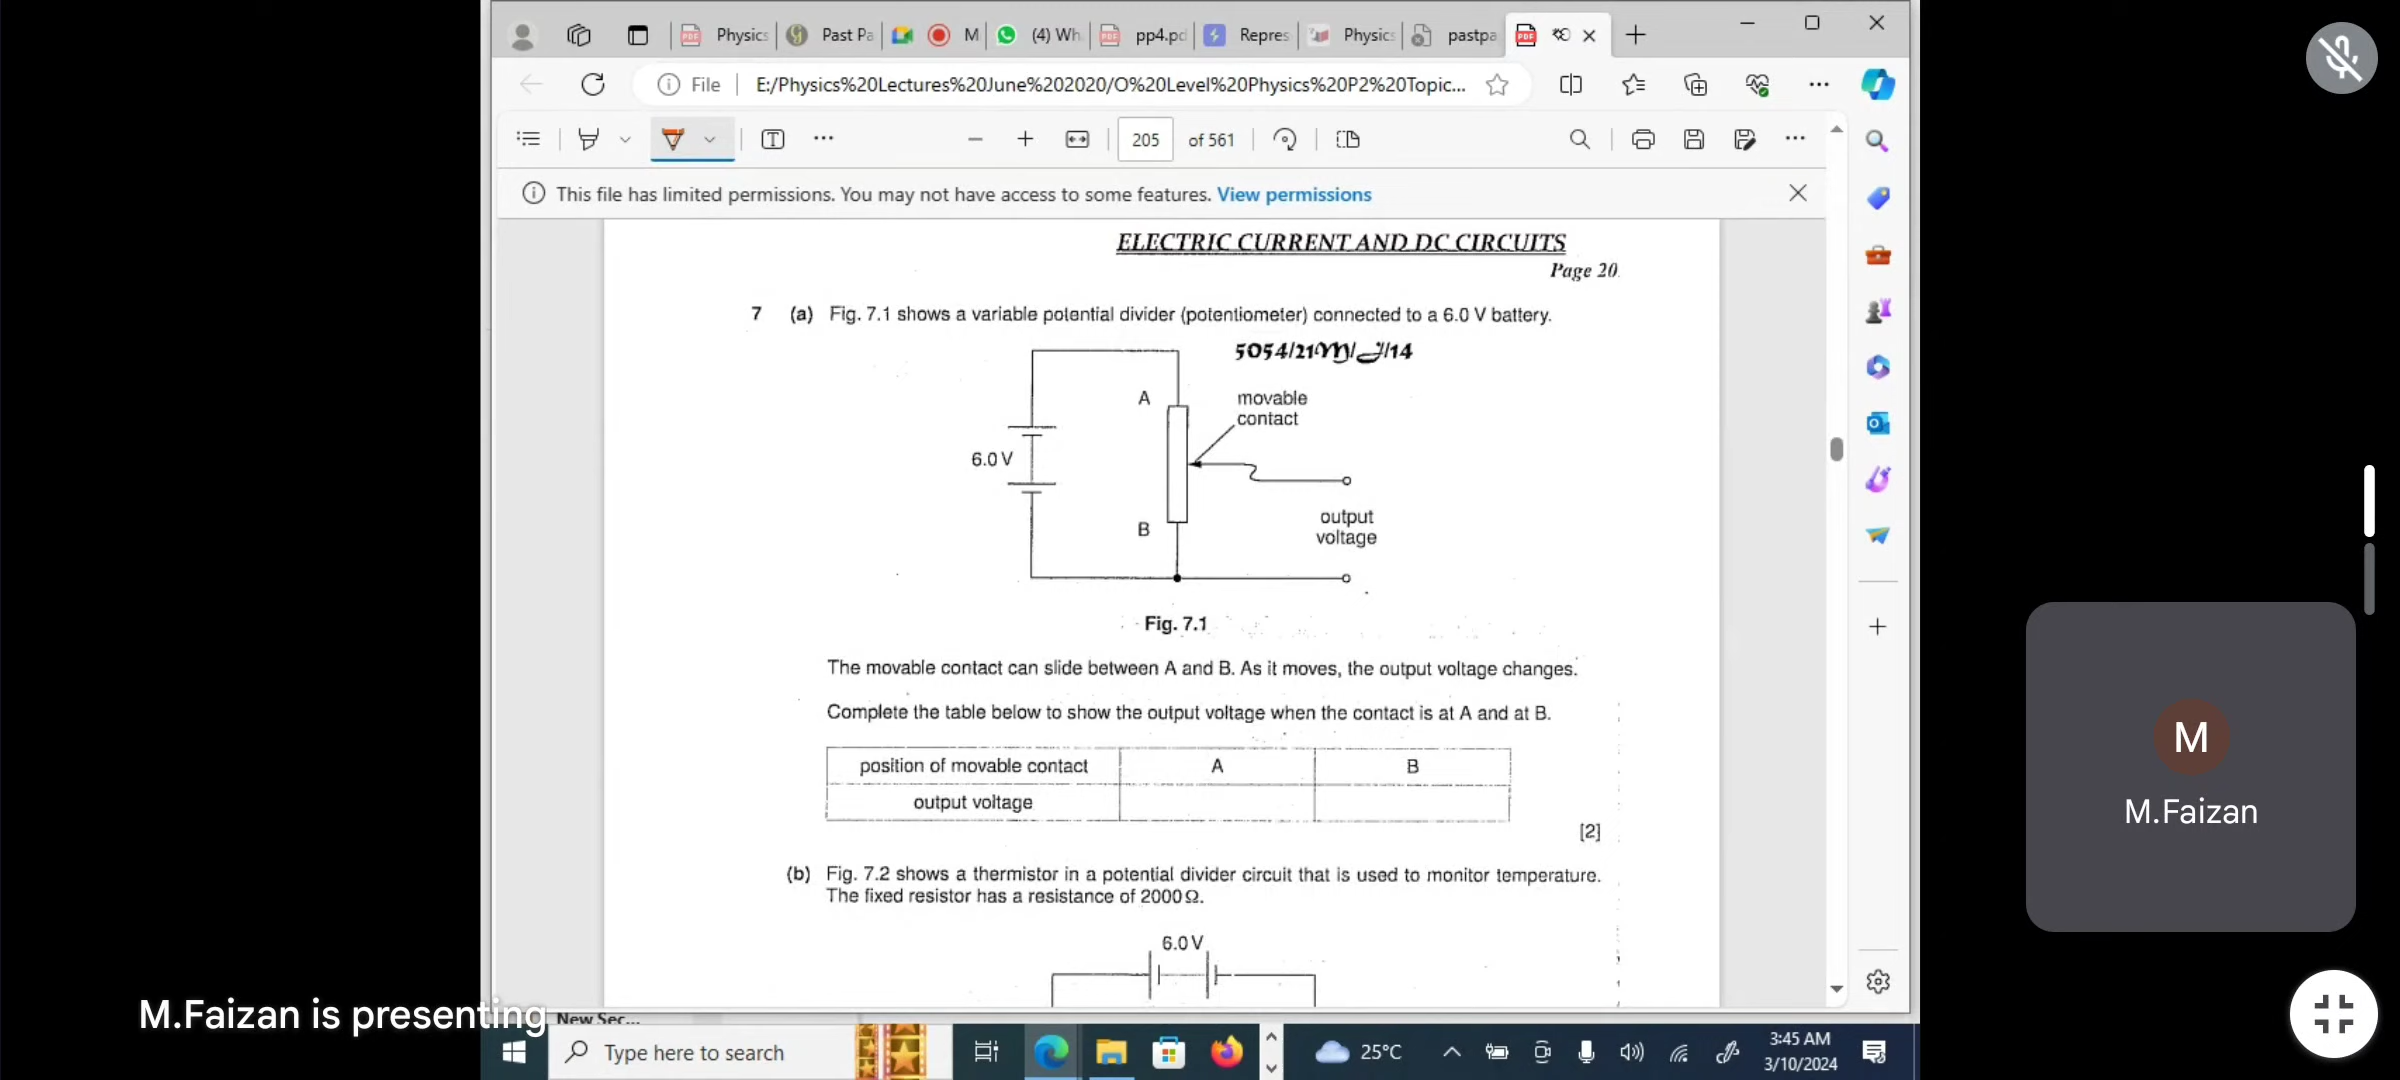 Physics
Past Pa
M
(4) Wh
pp4.pd
Repres
Physics
pastpa
File
E:/Physics%20Lectures%20June%202020/O%20Level%20Physics%20P2%20Topic...
205 of 561
This file has limited permissions. You may not have access to some features. View permissions
ELECTRIC CURRENT AND DC CIRCUITS
Page 20
7 (a) Fig. 7.1 shows a variable potential divider (potentiometer) connected to a 6.0 V battery.
5054/21/M/J/14
A
movable
contact
6.0 V
B
output
voltage
Fig. 7.1
The movable contact can slide between A and B. As it moves, the output voltage changes.
Complete the table below to show the output voltage when the contact is at A and at B.
position of movable contact A B
output voltage
[2]
(b) Fig. 7.2 shows a thermistor in a potential divider circuit that is used to monitor temperature.
The fixed resistor has a resistance of 2000 Ω.
6.0 V
M
M.Faizan
M.Faizan is presenting
New Sec...
Type here to search
25°C
3:45 AM
3/10/2024